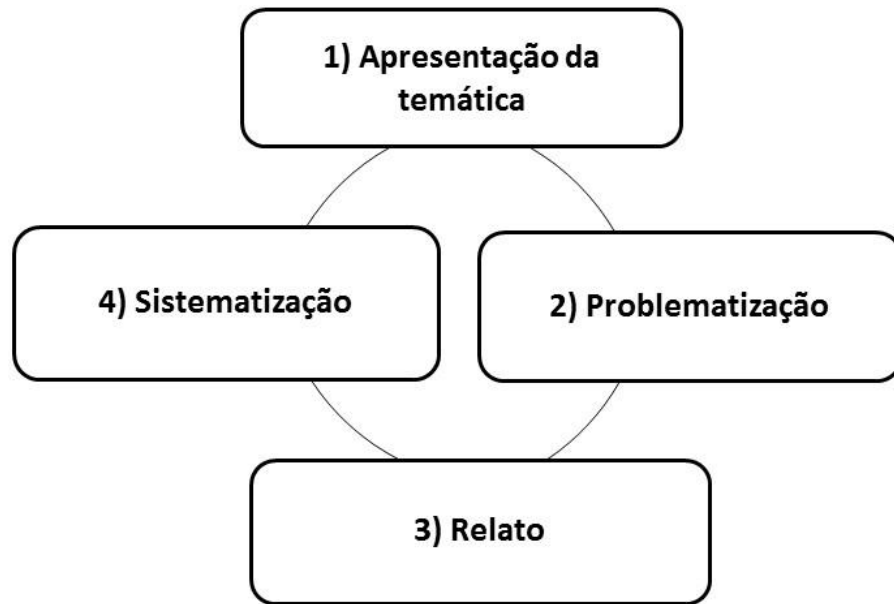 1) Apresentação da
temática
2) Problematização
3) Relato
4) Sistematização